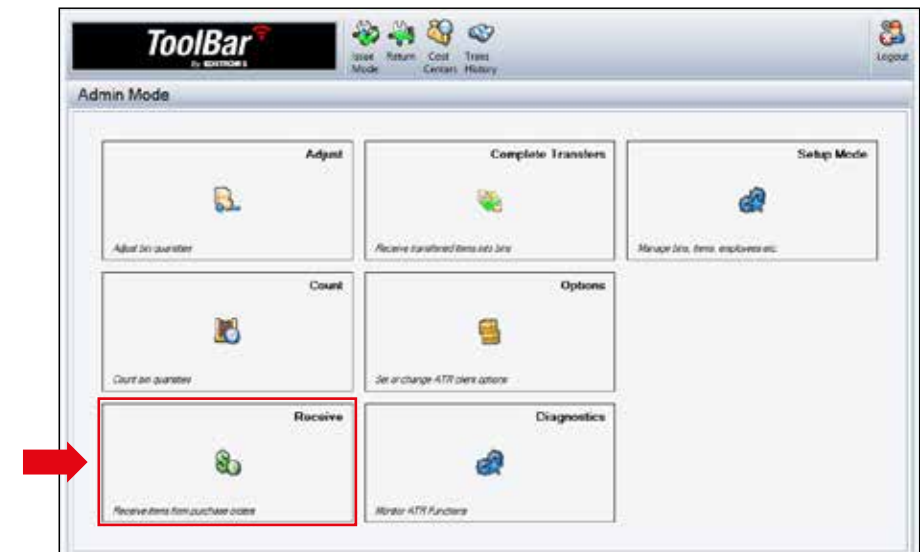 ToolBar
By EDITRONIS
Issue Mode
Return
Cost Centers
Trans History
Logout
Admin Mode
Adjust
Adjust bin quantities
Complete Transfers
Receive transferred items into bins
Setup Mode
Manage bins, items, employees etc.
Count
Count bin quantities
Options
Set or change ATR client options
Receive
Receive items from purchase orders
Diagnostics
Monitor ATR Functions